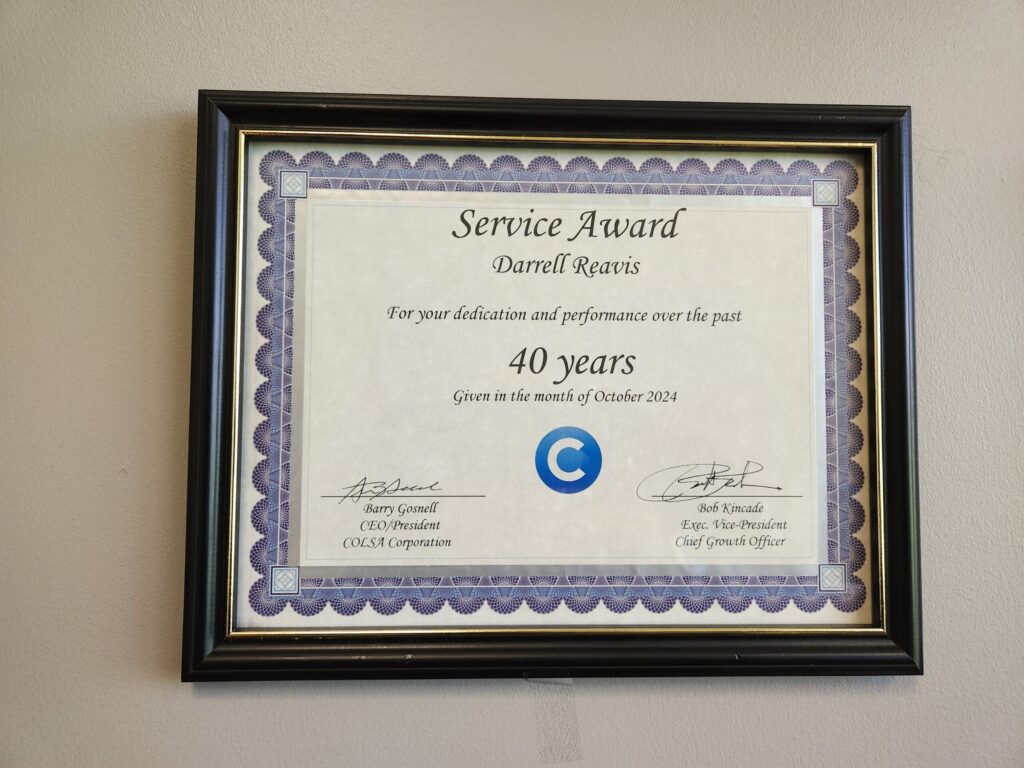 Service Award
Darrell Reavis
For your dedication and performance over the past
40 years
Given in the month of October 2024
C
Barry Gosnell
CEO/President
COLSA Corporation
Bob Kincade
Exec. Vice-President
Chief Growth Officer